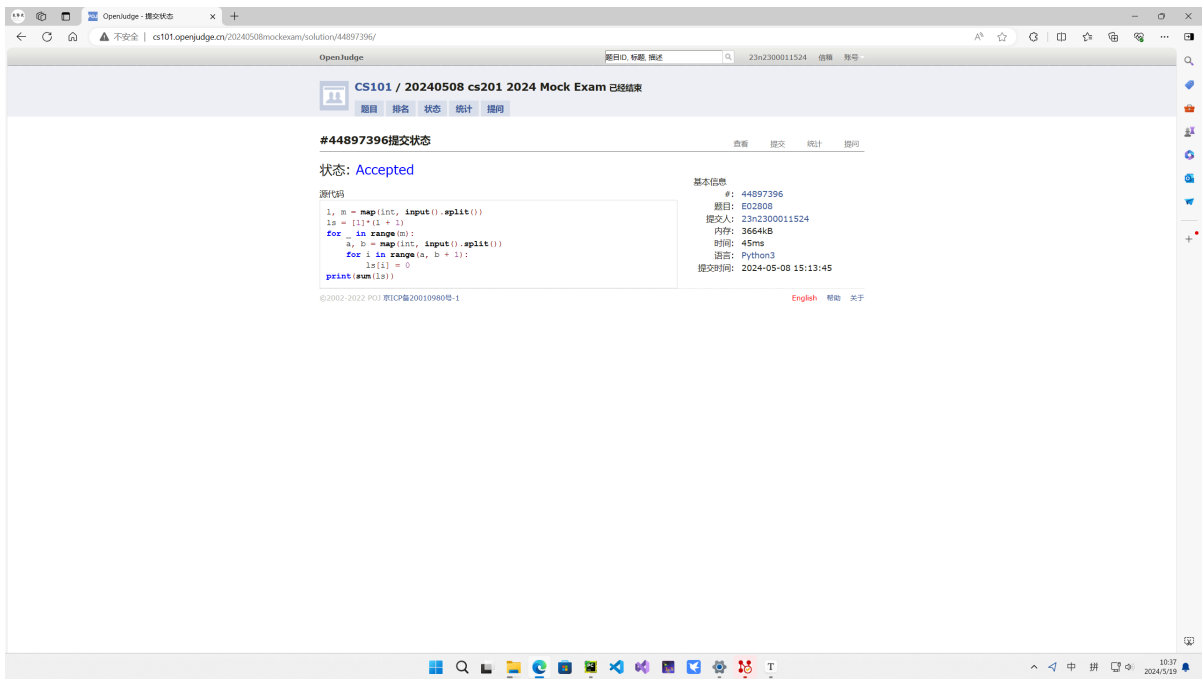 OpenJudge - 提交状态
不安全 | cs101.openjudge.cn/20240508mockexam/solution/44897396/
OpenJudge
题目ID, 标题, 描述
23n2300011524 信箱 账号
CS101 / 20240508 cs201 2024 Mock Exam 已经结束
题目 排名 状态 统计 提问
#44897396提交状态
查看 提交 统计 提问
状态: Accepted
源代码
l, m = map(int, input().split())
ls = [1]*(l + 1)
for _ in range(m):
    a, b = map(int, input().split())
    for i in range(a, b + 1):
        ls[i] = 0
print(sum(ls))
基本信息
#: 44897396
题目: E02808
提交人: 23n2300011524
内存: 3664kB
时间: 45ms
语言: Python3
提交时间: 2024-05-08 15:13:45
©2002-2022 POJ 京ICP备20010980号-1
English 帮助 关于
中 拼
10:37
2024/5/19